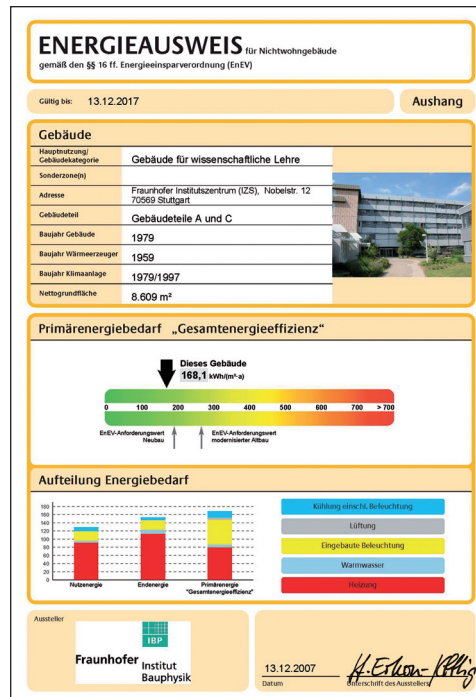 ENERGIEAUSWEIS für Nichtwohngebäude
gemäß den §§ 16 ff. Energieeinsparverordnung (EnEV)
Gültig bis: 13.12.2017
Aushang
Gebäude
Hauptnutzung/
Gebäudekategorie
Gebäude für wissenschaftliche Lehre
Sonderzone(n)
Adresse
Fraunhofer Institutszentrum (IZS), Nobelstr. 12
70569 Stuttgart
Gebäudeteil
Gebäudeteile A und C
Baujahr Gebäude
1979
Baujahr Wärmeerzeuger
1959
Baujahr Klimaanlage
1979/1997
Nettogrundfläche
8.609 m²
Primärenergiebedarf „Gesamtenergieeffizienz"
Dieses Gebäude
168,1 kWh/(m²·a)
0 100 200 300 400 500 600 700 > 700
EnEV-Anforderungswert
Neubau
EnEV-Anforderungswert
modernisierter Altbau
Aufteilung Energiebedarf
180
160
140
120
100
80
60
40
20
0
Nutzenergie
Endenergie
Primärenergie
"Gesamtenergieeffizienz"
Kühlung einschl. Befeuchtung
Lüftung
Eingebaute Beleuchtung
Warmwasser
Heizung
Aussteller
IBP
Fraunhofer Institut
Bauphysik
13.12.2007
Datum
Unterschrift des Ausstellers